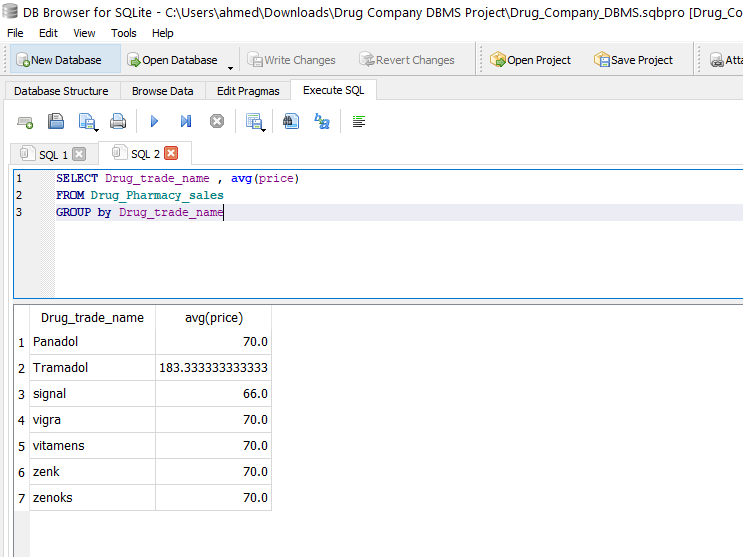 DB Browser for SQLite - C:\Users\ahmed\Downloads\Drug Company DBMS Project\Drug_Company_DBMS.sqbpro [Drug_Co
File Edit View Tools Help
New Database Open Database Write Changes Revert Changes Open Project Save Project Atta
Database Structure Browse Data Edit Pragmas Execute SQL
SQL 1 SQL 2
1 SELECT Drug_trade_name , avg(price)
2 FROM Drug_Pharmacy_sales
3 GROUP by Drug_trade_name
Drug_trade_name avg(price)
1 Panadol 70.0
2 Tramadol 183.333333333333
3 signal 66.0
4 vigra 70.0
5 vitamens 70.0
6 zenk 70.0
7 zenoks 70.0